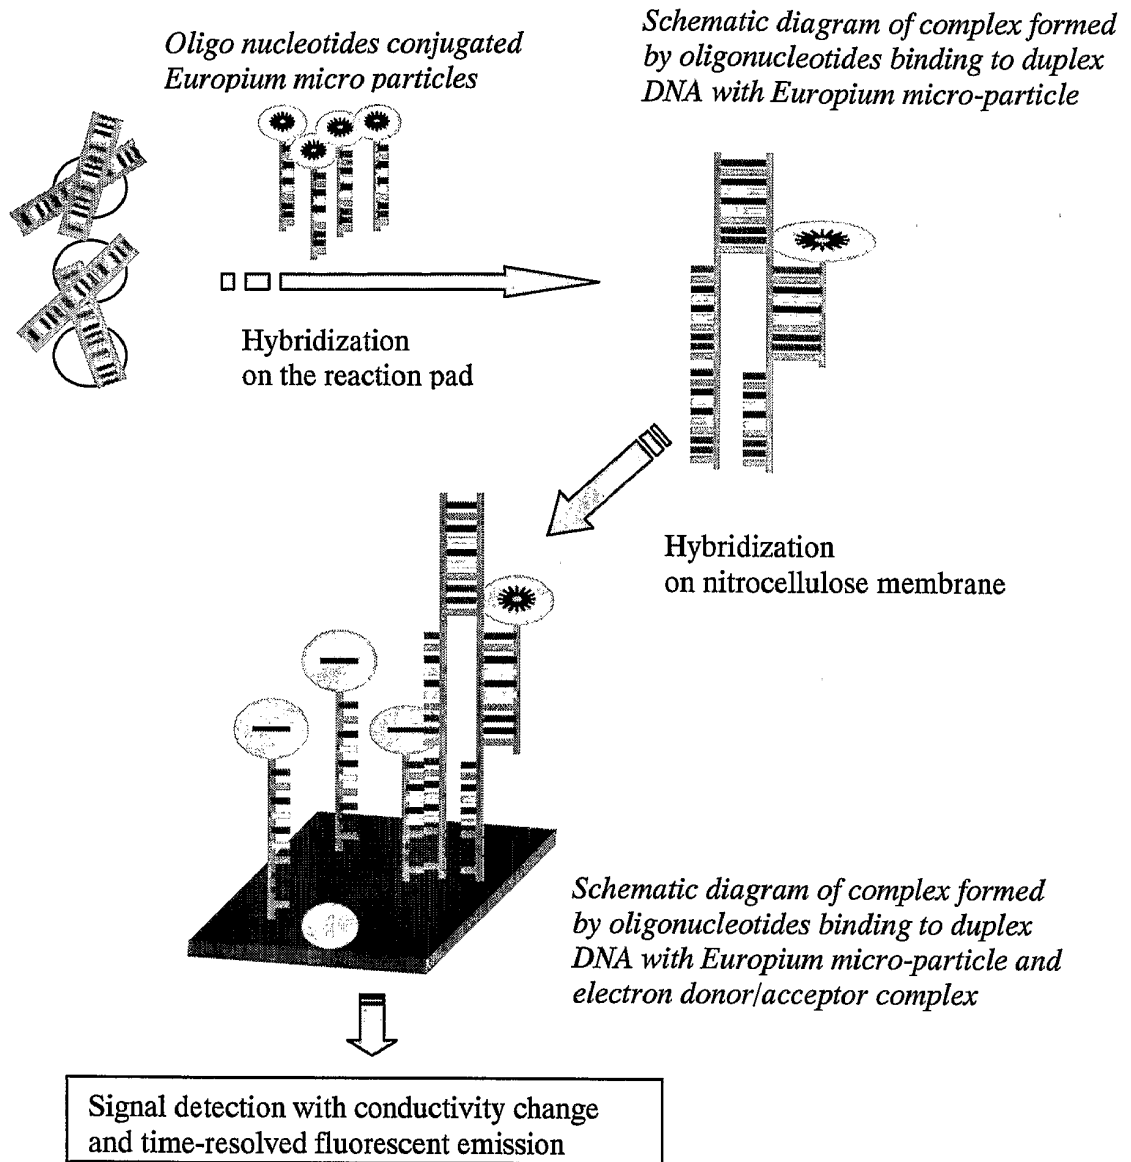 Oligo nucleotides conjugated
Europium micro particles
Schematic diagram of complex formed
by oligonucleotides binding to duplex
DNA with Europium micro-particle
Hybridization
on the reaction pad
Hybridization
on nitrocellulose membrane
Schematic diagram of complex formed
by oligonucleotides binding to duplex
DNA with Europium micro-particle and
electron donor/acceptor complex
Signal detection with conductivity change
and time-resolved fluorescent emission